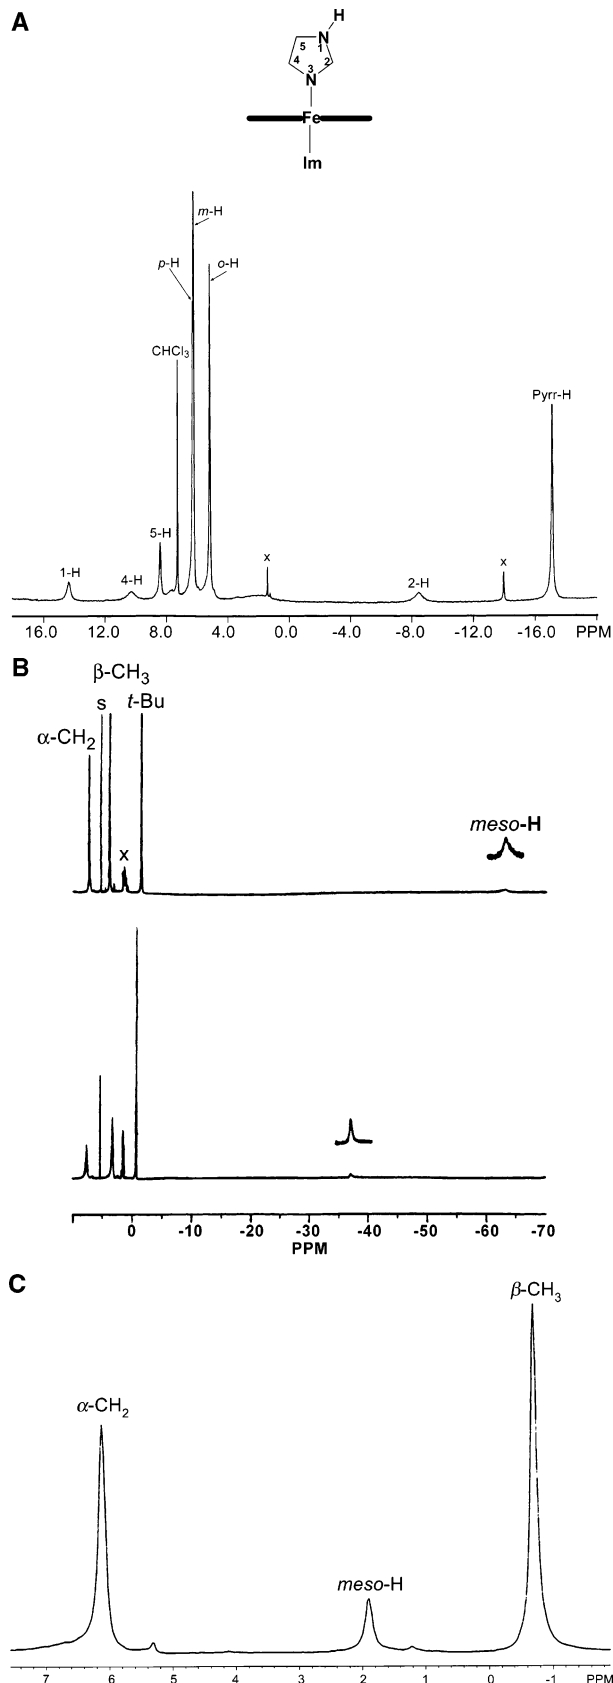 A
H
N
1
5
4
2
3
N
Fe
Im
m-H
p-H
o-H
CHCl3
Pyrr-H
5-H
x
x
1-H
4-H
2-H
16.0 12.0 8.0 4.0 0.0 -4.0 -8.0 -12.0 -16.0 PPM
B
β-CH3
s t-Bu
α-CH2
meso-H
x
0 -10 -20 -30 -40 -50 -60 -70
PPM
C
β-CH3
α-CH2
meso-H
7 6 5 4 3 2 1 0 -1 PPM